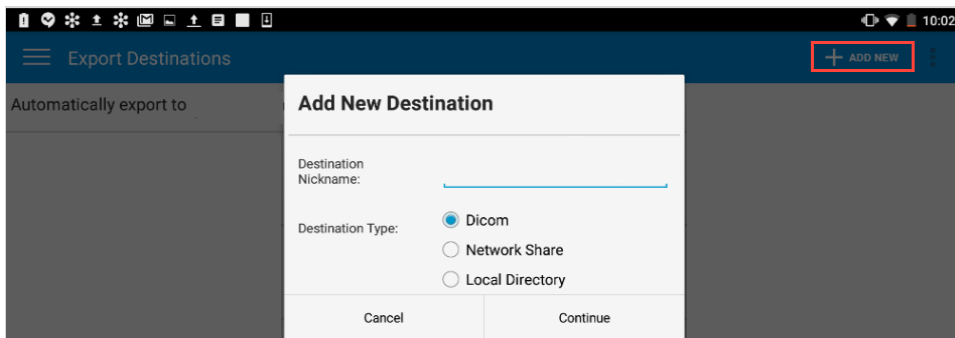 10:02
Export Destinations
ADD NEW
Automatically export to
Add New Destination
Destination
Nickname:
Destination Type:
Dicom
Network Share
Local Directory
Cancel
Continue